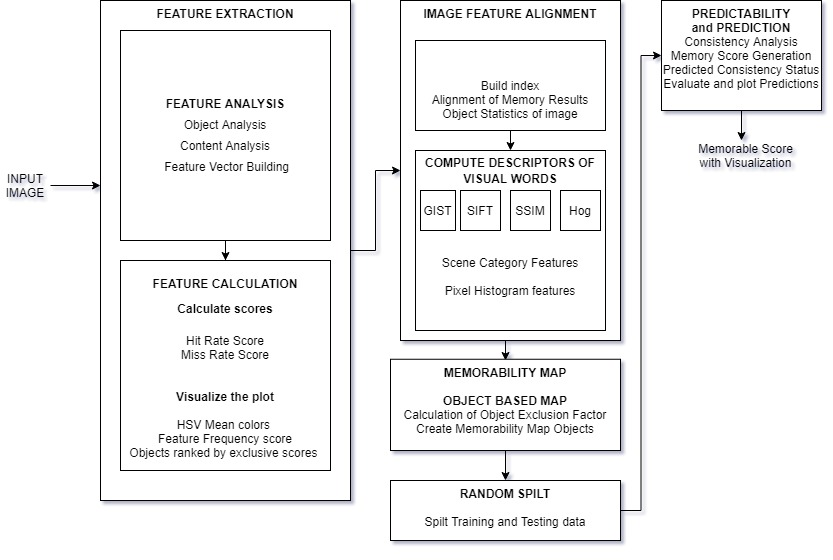 INPUT
IMAGE
FEATURE EXTRACTION
FEATURE ANALYSIS
Object Analysis
Content Analysis
Feature Vector Building
FEATURE CALCULATION
Calculate scores
Hit Rate Score
Miss Rate Score
Visualize the plot
HSV Mean colors
Feature Frequency score
Objects ranked by exclusive scores
IMAGE FEATURE ALIGNMENT
Build index
Alignment of Memory Results
Object Statistics of image
COMPUTE DESCRIPTORS OF
VISUAL WORDS
GIST SIFT SSIM Hog
Scene Category Features
Pixel Histogram features
MEMORABILITY MAP
OBJECT BASED MAP
Calculation of Object Exclusion Factor
Create Memorability Map Objects
RANDOM SPILT
Spilt Training and Testing data
PREDICTABILITY
and PREDICTION
Consistency Analysis
Memory Score Generation
Predicted Consistency Status
Evaluate and plot Predictions
Memorable Score
with Visualization